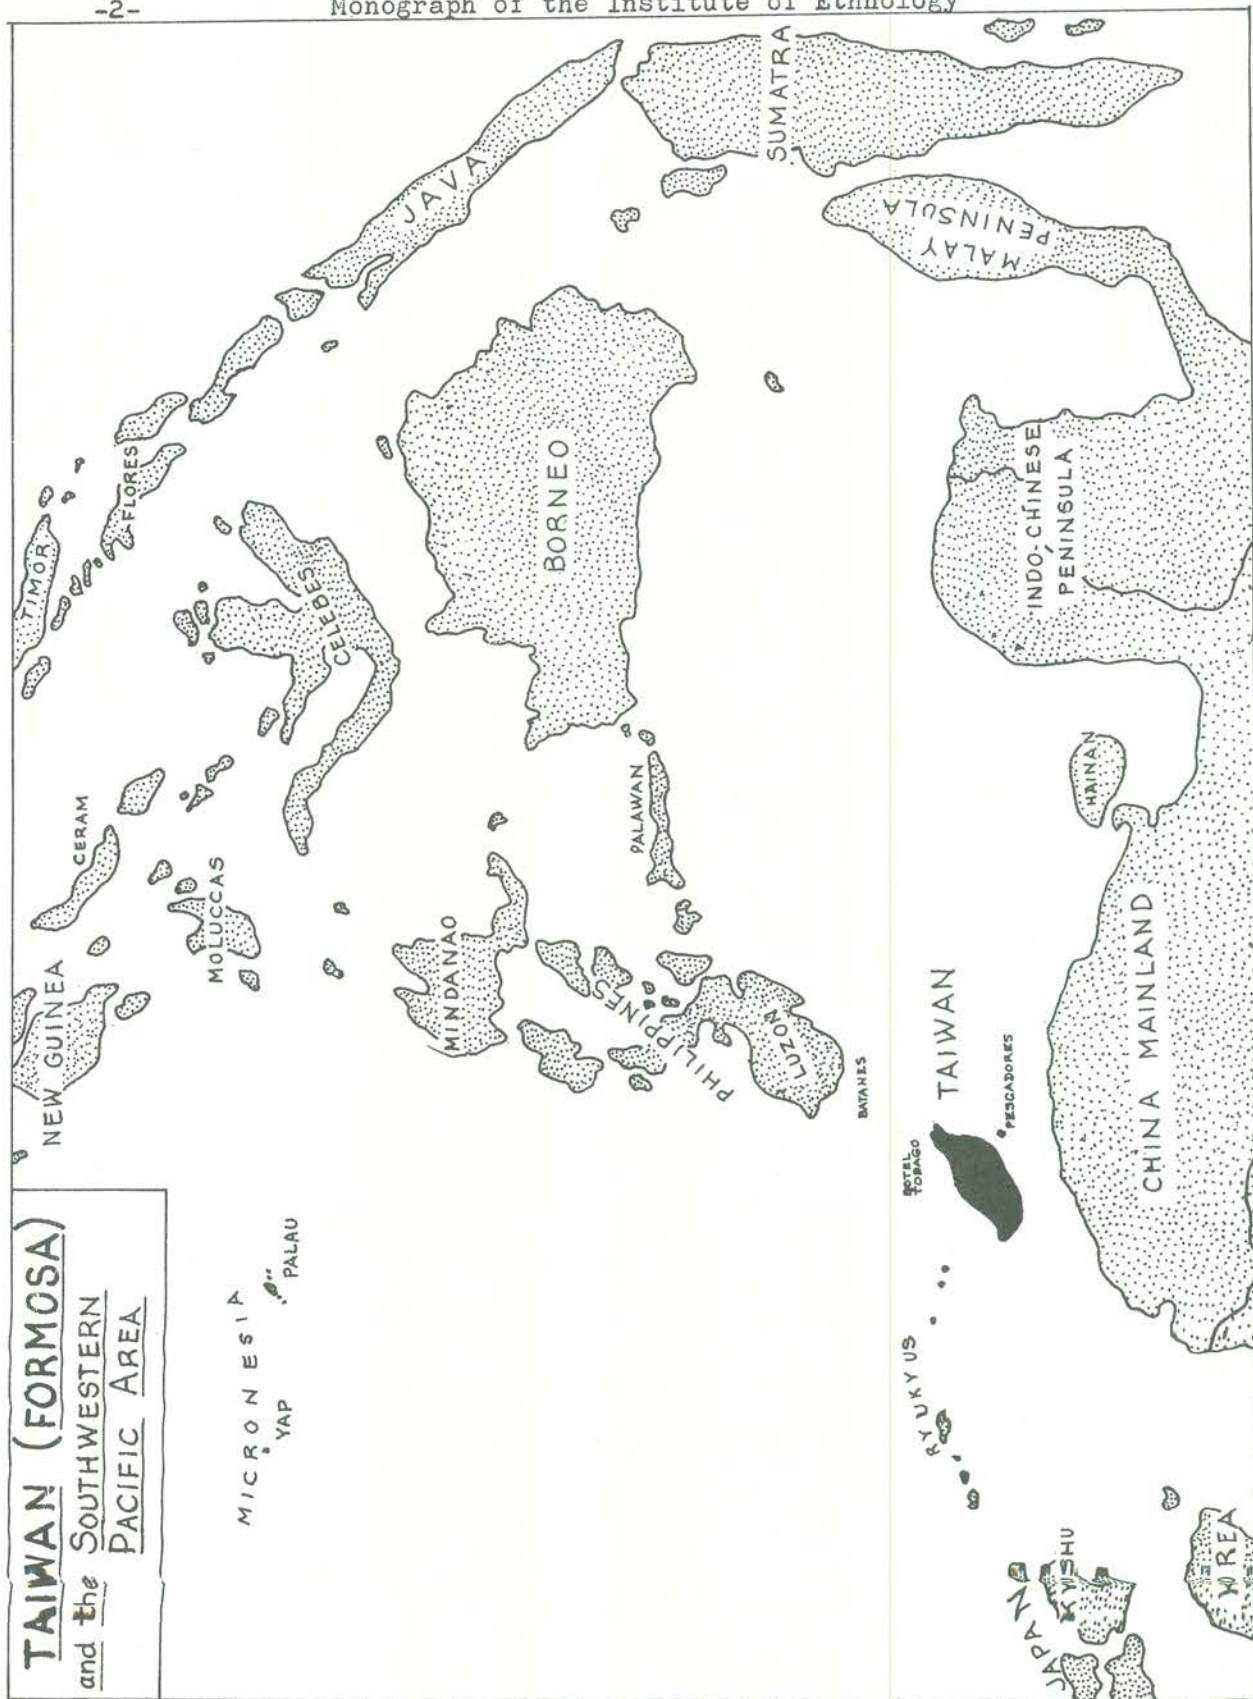 -2-
Monograph of the Institute of Ethnology
TAIWAN (FORMOSA)
and the SOUTHWESTERN
PACIFIC AREA
SUMATRA
JAVA
MALAY
PENINSULA
BORNEO
INDO-CHINESE
PENINSULA
FLORES
TIMOR
CELEBES
HAINAN
PALAWAN
CERAM
MOLUCCAS
NEW GUINEA
MINDANAO
PHILIPPINES
LUZON
BATANES
TAIWAN
PESCADORES
BOTEL
TOBAGO
CHINA MAINLAND
MICRONESIA
PALAU
YAP
RYUKYUS
JAPAN